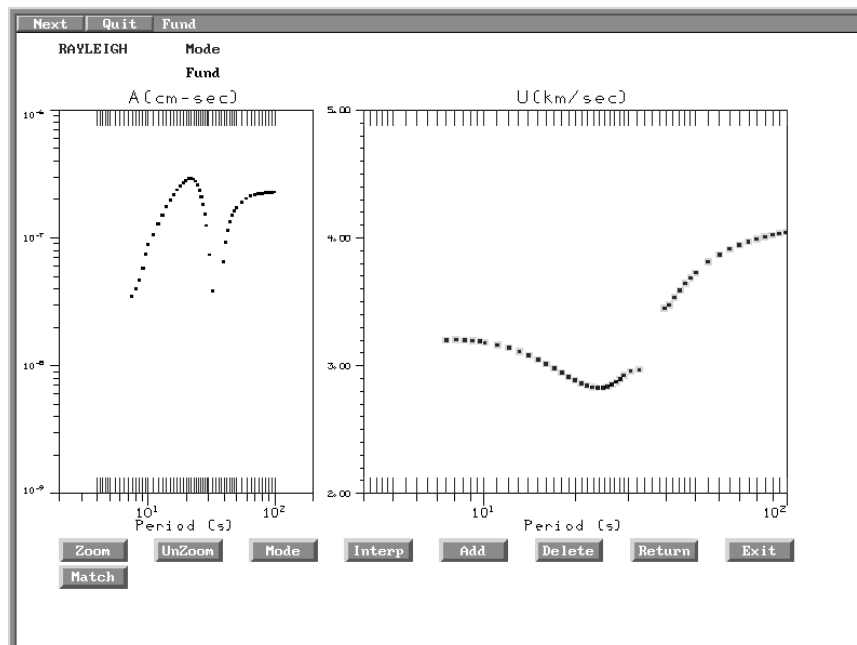 Next Quit Fund
RAYLEIGH Mode
Fund
A(cm-sec) U(km/sec)
10-6 5.00
10-7 4.00
10-8 3.00
10-9 2.00
10¹ 10² 10¹ 10²
Period (s) Period (s)
Zoom UnZoom Mode Interp Add Delete Return Exit
Match